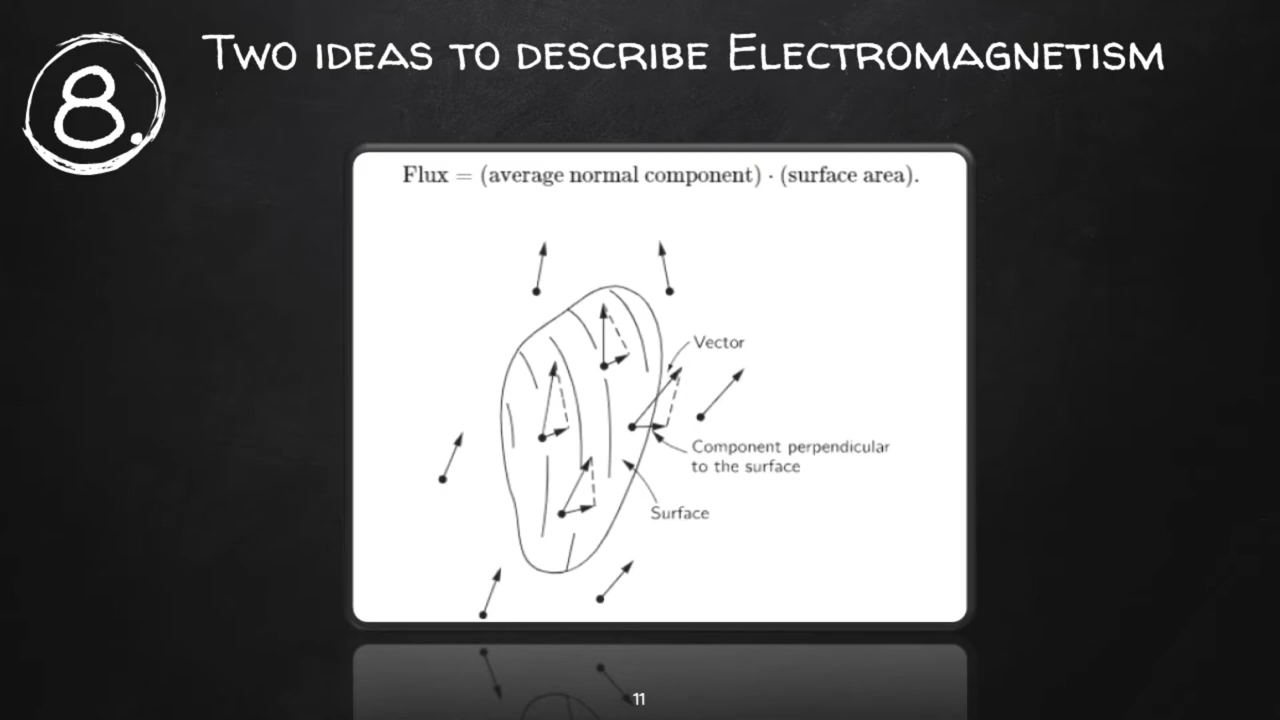 8.
Two ideas to describe Electromagnetism
Flux = (average normal component) · (surface area).
Vector
Component perpendicular
to the surface
Surface
11